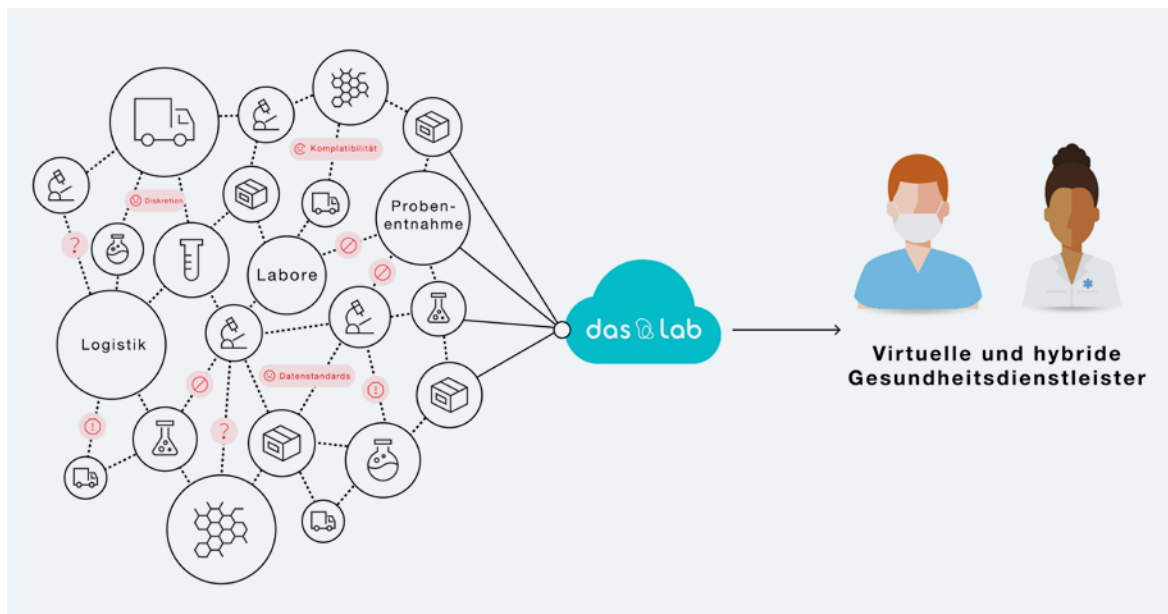 Komplatibilität
Diskretion
Proben-
entnahme
Labore
Logistik
Datenstandards
das lab
Virtuelle und hybride
Gesundheitsdienstleister